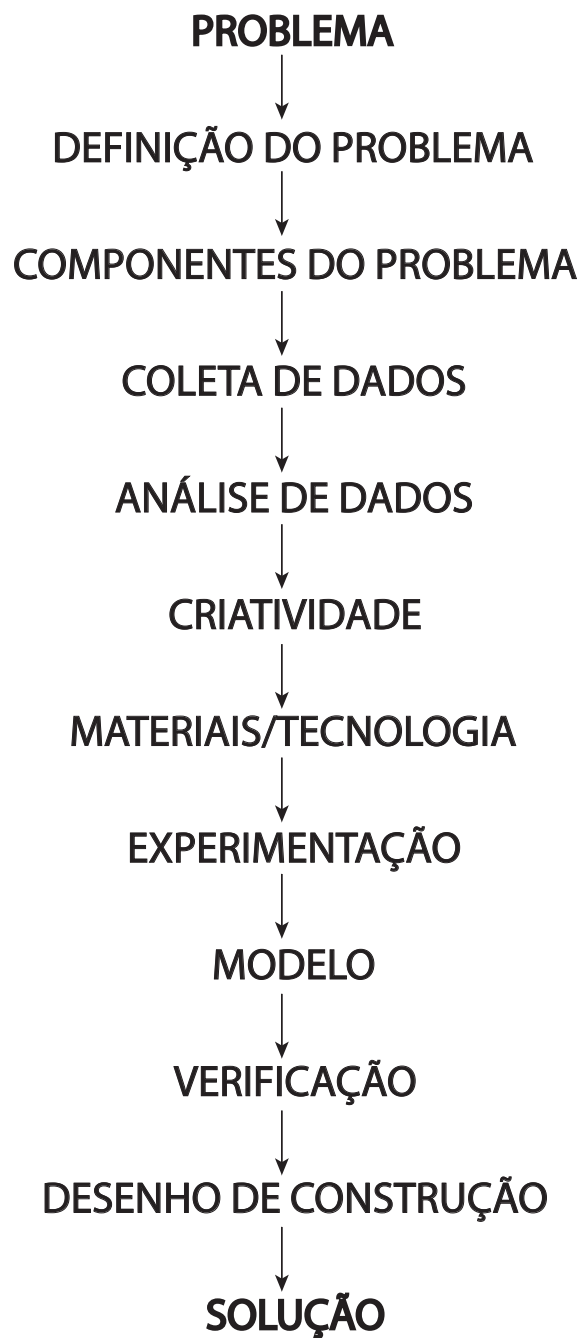 PROBLEMA
DEFINIÇÃO DO PROBLEMA
COMPONENTES DO PROBLEMA
COLETA DE DADOS
ANÁLISE DE DADOS
CRIATIVIDADE
MATERIAIS/TECNOLOGIA
EXPERIMENTAÇÃO
MODELO
VERIFICAÇÃO
DESENHO DE CONSTRUÇÃO
SOLUÇÃO